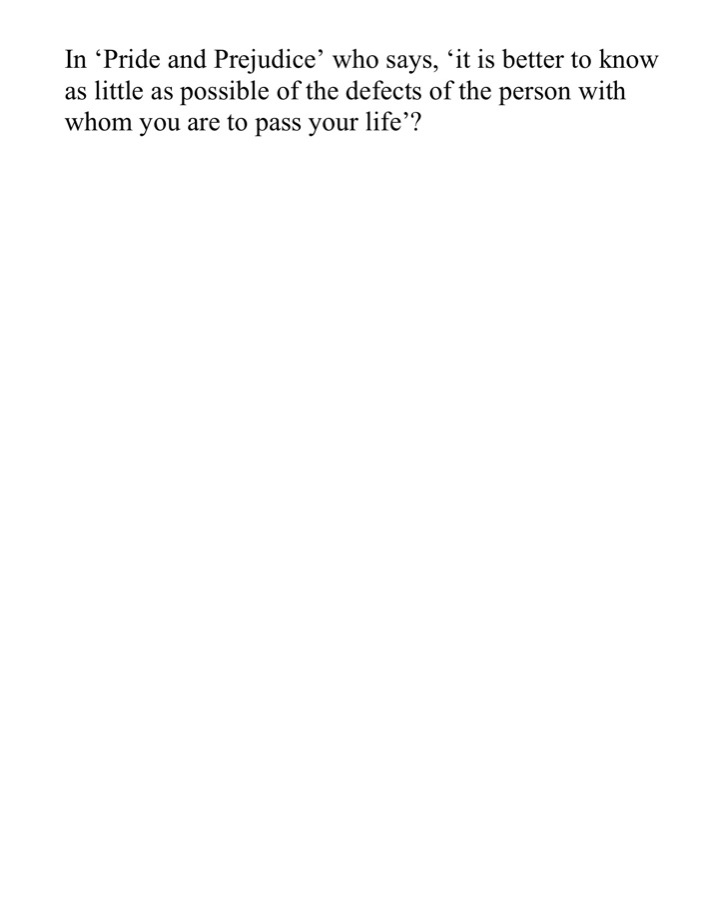 In ‘Pride and Prejudice’ who says, ‘it is better to know
as little as possible of the defects of the person with
whom you are to pass your life’?